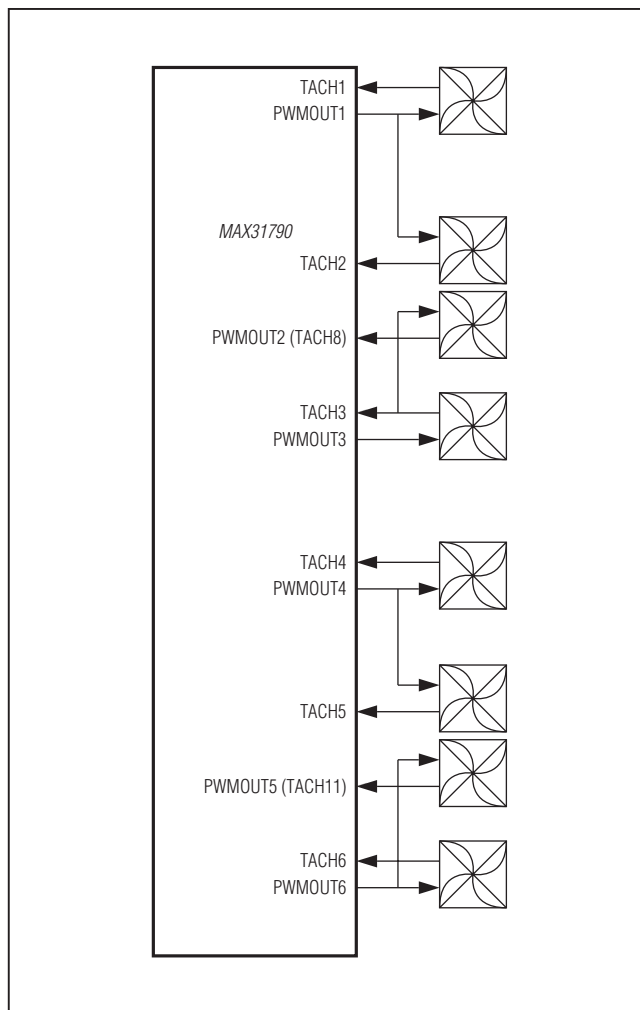 TACH1
PWMOUT1
MAX31790
TACH2
PWMOUT2 (TACH8)
TACH3
PWMOUT3
TACH4
PWMOUT4
TACH5
PWMOUT5 (TACH11)
TACH6
PWMOUT6